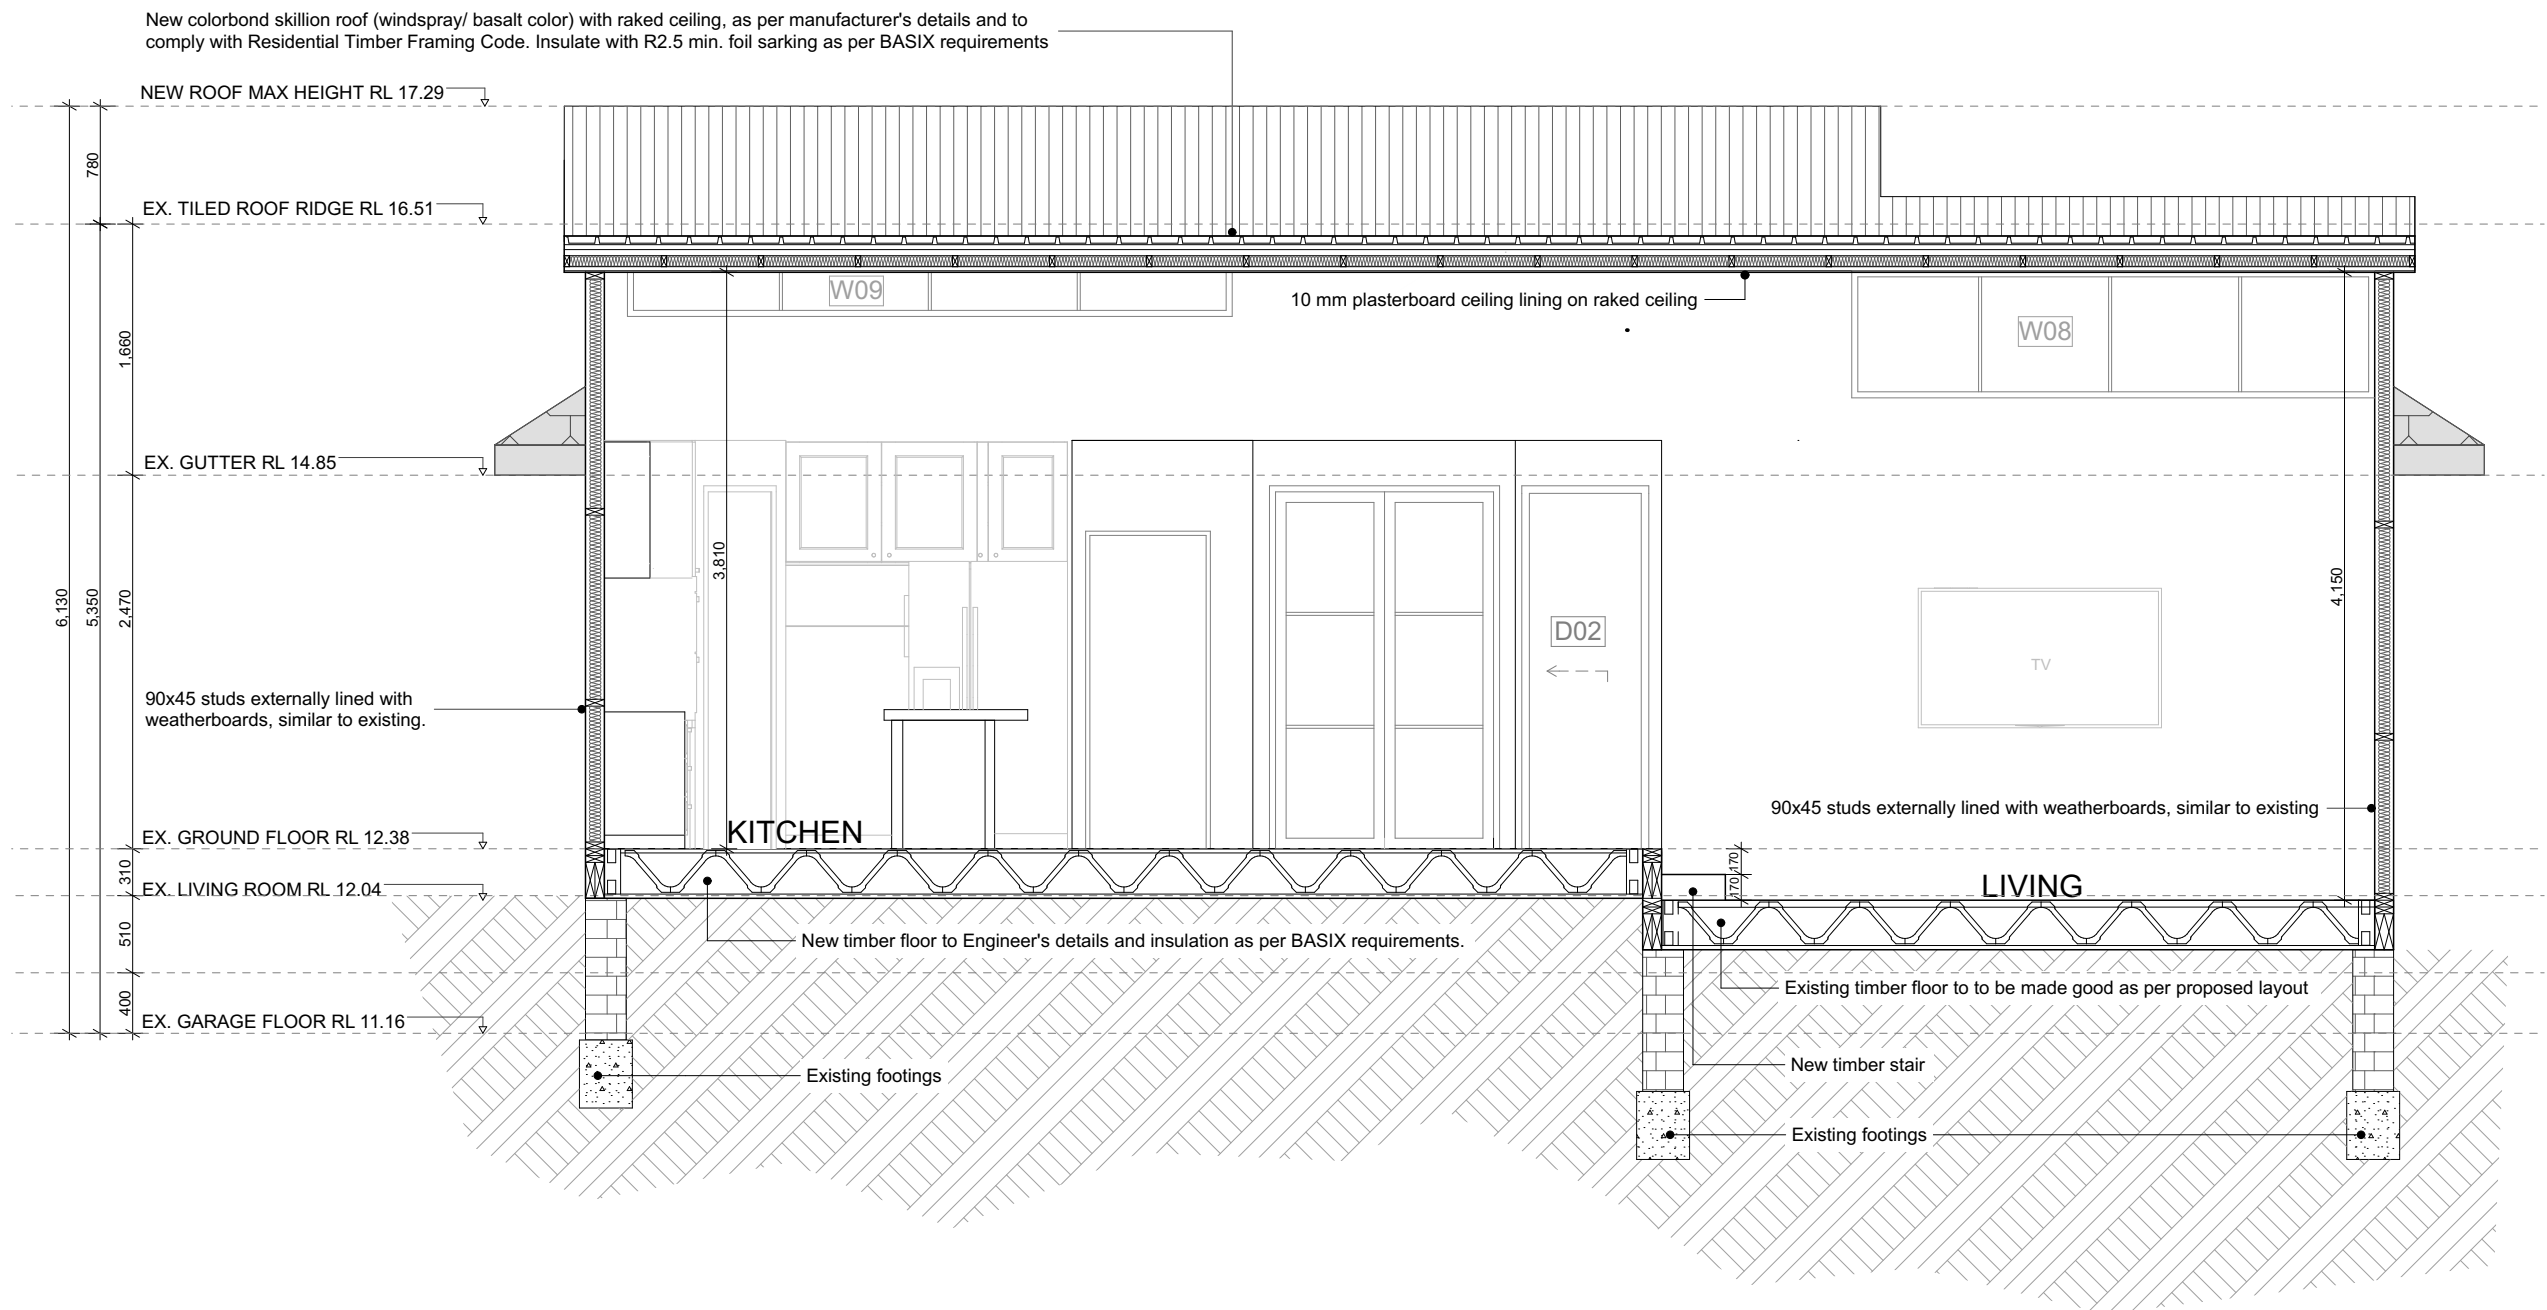 New colorbond skillion roof (windspray/ basalt color) with raked ceiling, as per manufacturer's details and to
comply with Residential Timber Framing Code. Insulate with R2.5 min. foil sarking as per BASIX requirements
NEW ROOF MAX HEIGHT RL 17.29
780
EX. TILED ROOF RIDGE RL 16.51
W09
10 mm plasterboard ceiling lining on raked ceiling
W08
1,660
EX. GUTTER RL 14.85
3,810
6,130
5,350
2,470
4,150
D02
TV
90x45 studs externally lined with
weatherboards, similar to existing.
90x45 studs externally lined with weatherboards, similar to existing
KITCHEN
EX. GROUND FLOOR RL 12.38
310
170
170
EX. LIVING ROOM RL 12.04
LIVING
510
New timber floor to Engineer's details and insulation as per BASIX requirements.
Existing timber floor to to be made good as per proposed layout
400
EX. GARAGE FLOOR RL 11.16
New timber stair
Existing footings
Existing footings